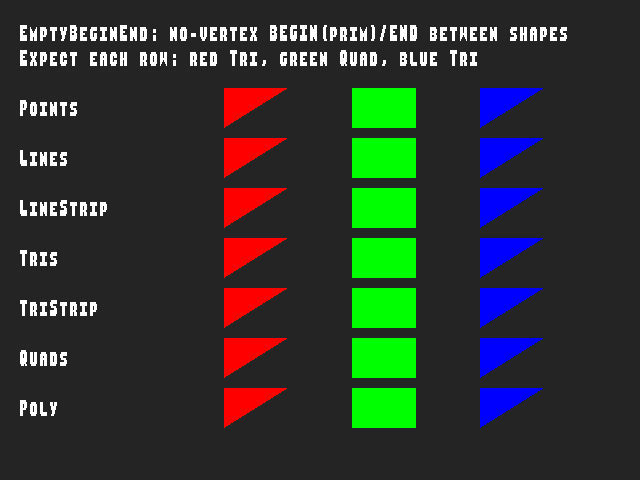 EmptyBeginEnd: no-vertex BEGIN(prim)/END between shapes
Expect each row: red Tri, green Quad, blue Tri
Points
Lines
LineStrip
Tris
TriStrip
Quads
Poly